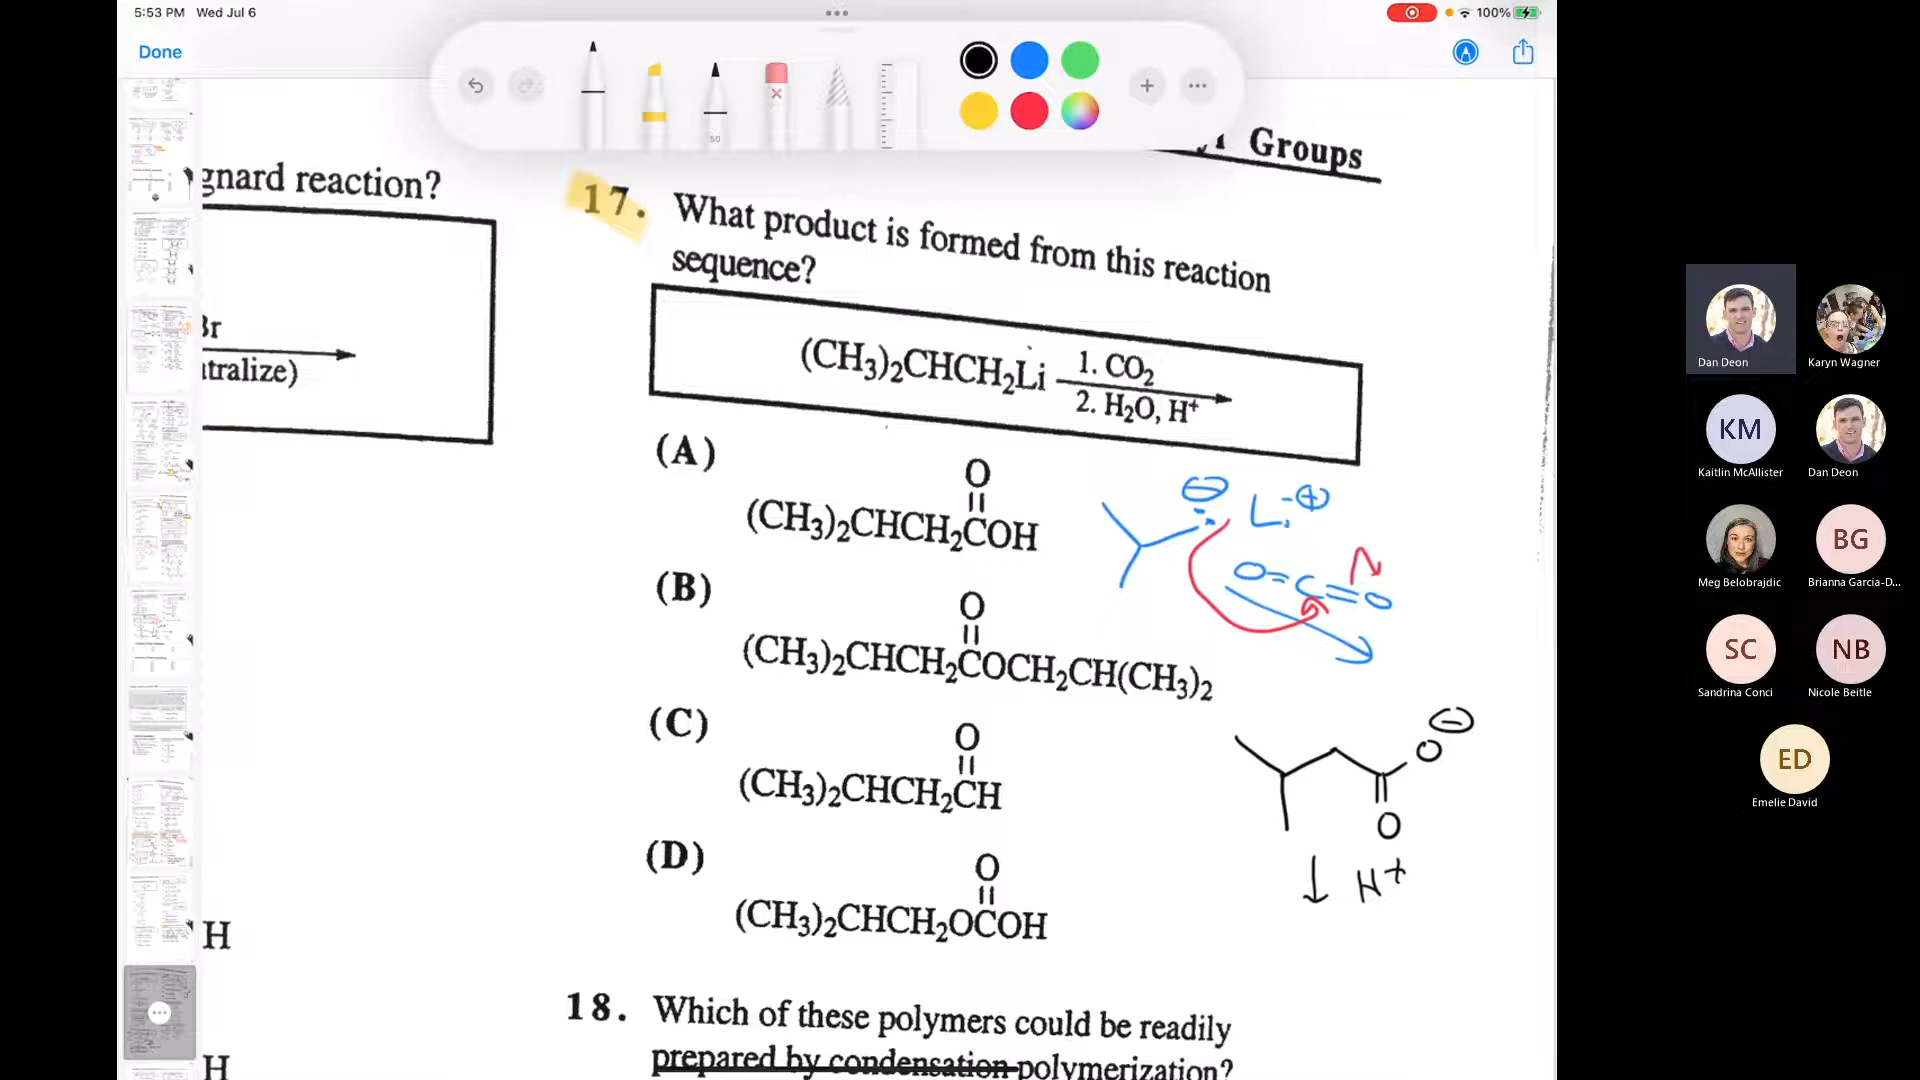 5:53 PM Wed Jul 6
100%
Done
50
Groups
gnard reaction?
tralize)
H
H
17. What product is formed from this reaction
sequence?
(CH3)2CHCH2Li 1. CO2
2. H2O, H+
(A)
O
(CH3)2CHCH2COH
(B)
O
(CH3)2CHCH2COCH2CH(CH3)2
(C)
O
(CH3)2CHCH2CH
(D)
O
(CH3)2CHCH2OCOH
⊖ Li ⊕
O=C=O
O ⊖
O
↓ H+
18. Which of these polymers could be readily
prepared by condensation polymerization?
Dan Deon
Karyn Wagner
KM
Kaitlin McAllister
Dan Deon
Meg Belobrajdic
BG
Brianna Garcia-D...
SC
Sandrina Conci
NB
Nicole Beitle
ED
Emelie David